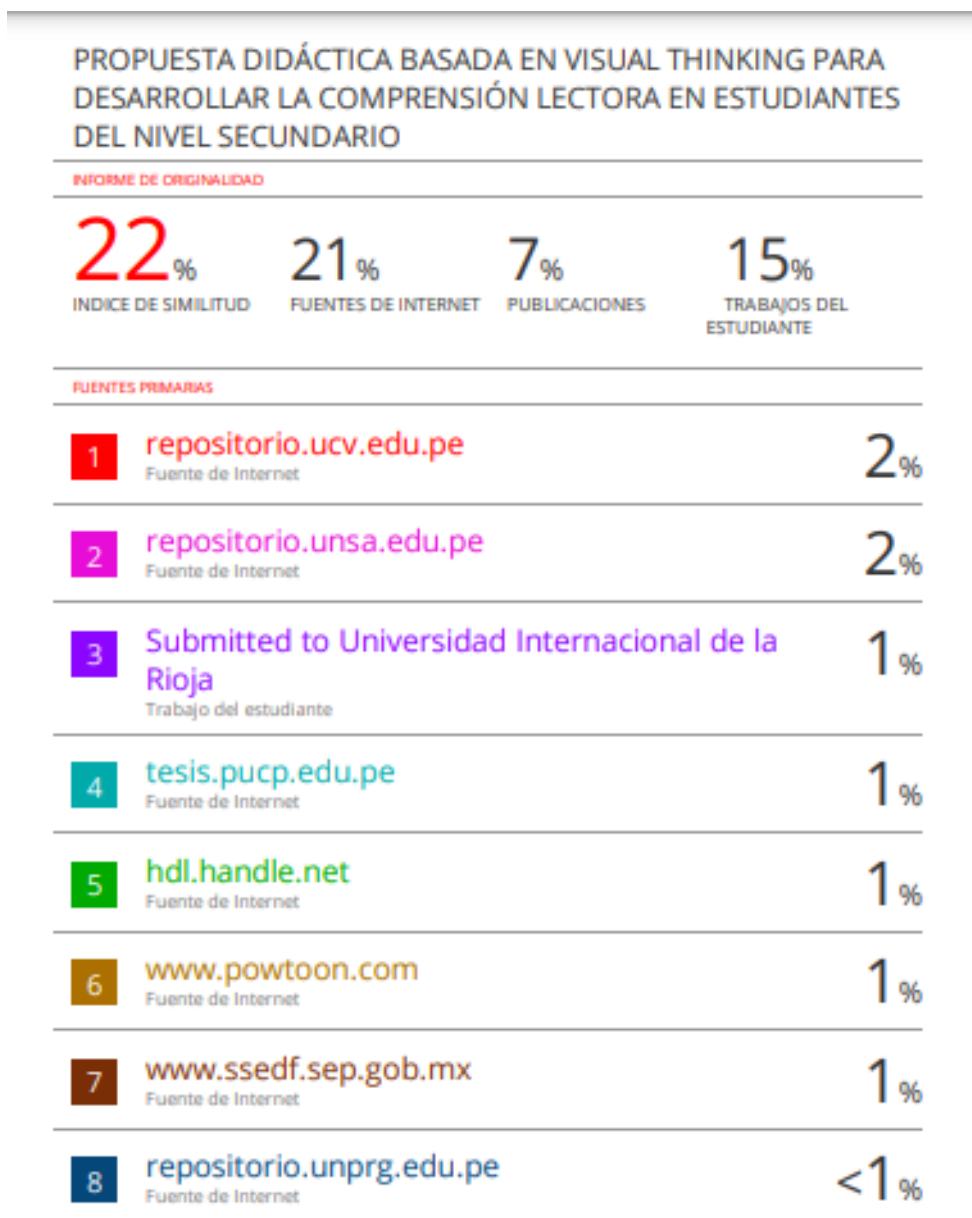 PROPUESTA DIDÁCTICA BASADA EN VISUAL THINKING PARA
DESARROLLAR LA COMPRENSIÓN LECTORA EN ESTUDIANTES
DEL NIVEL SECUNDARIO
INFORME DE ORIGINALIDAD
22% 21% 7% 15%
INDICE DE SIMILITUD FUENTES DE INTERNET PUBLICACIONES TRABAJOS DEL
ESTUDIANTE
FUENTES PRIMARIAS
1 repositorio.ucv.edu.pe 2%
Fuente de Internet
2 repositorio.unsa.edu.pe 2%
Fuente de Internet
3 Submitted to Universidad Internacional de la 1%
Rioja
Trabajo del estudiante
4 tesis.pucp.edu.pe 1%
Fuente de Internet
5 hdl.handle.net 1%
Fuente de Internet
6 www.powtoon.com 1%
Fuente de Internet
7 www.ssedf.sep.gob.mx 1%
Fuente de Internet
8 repositorio.unprg.edu.pe <1%
Fuente de Internet